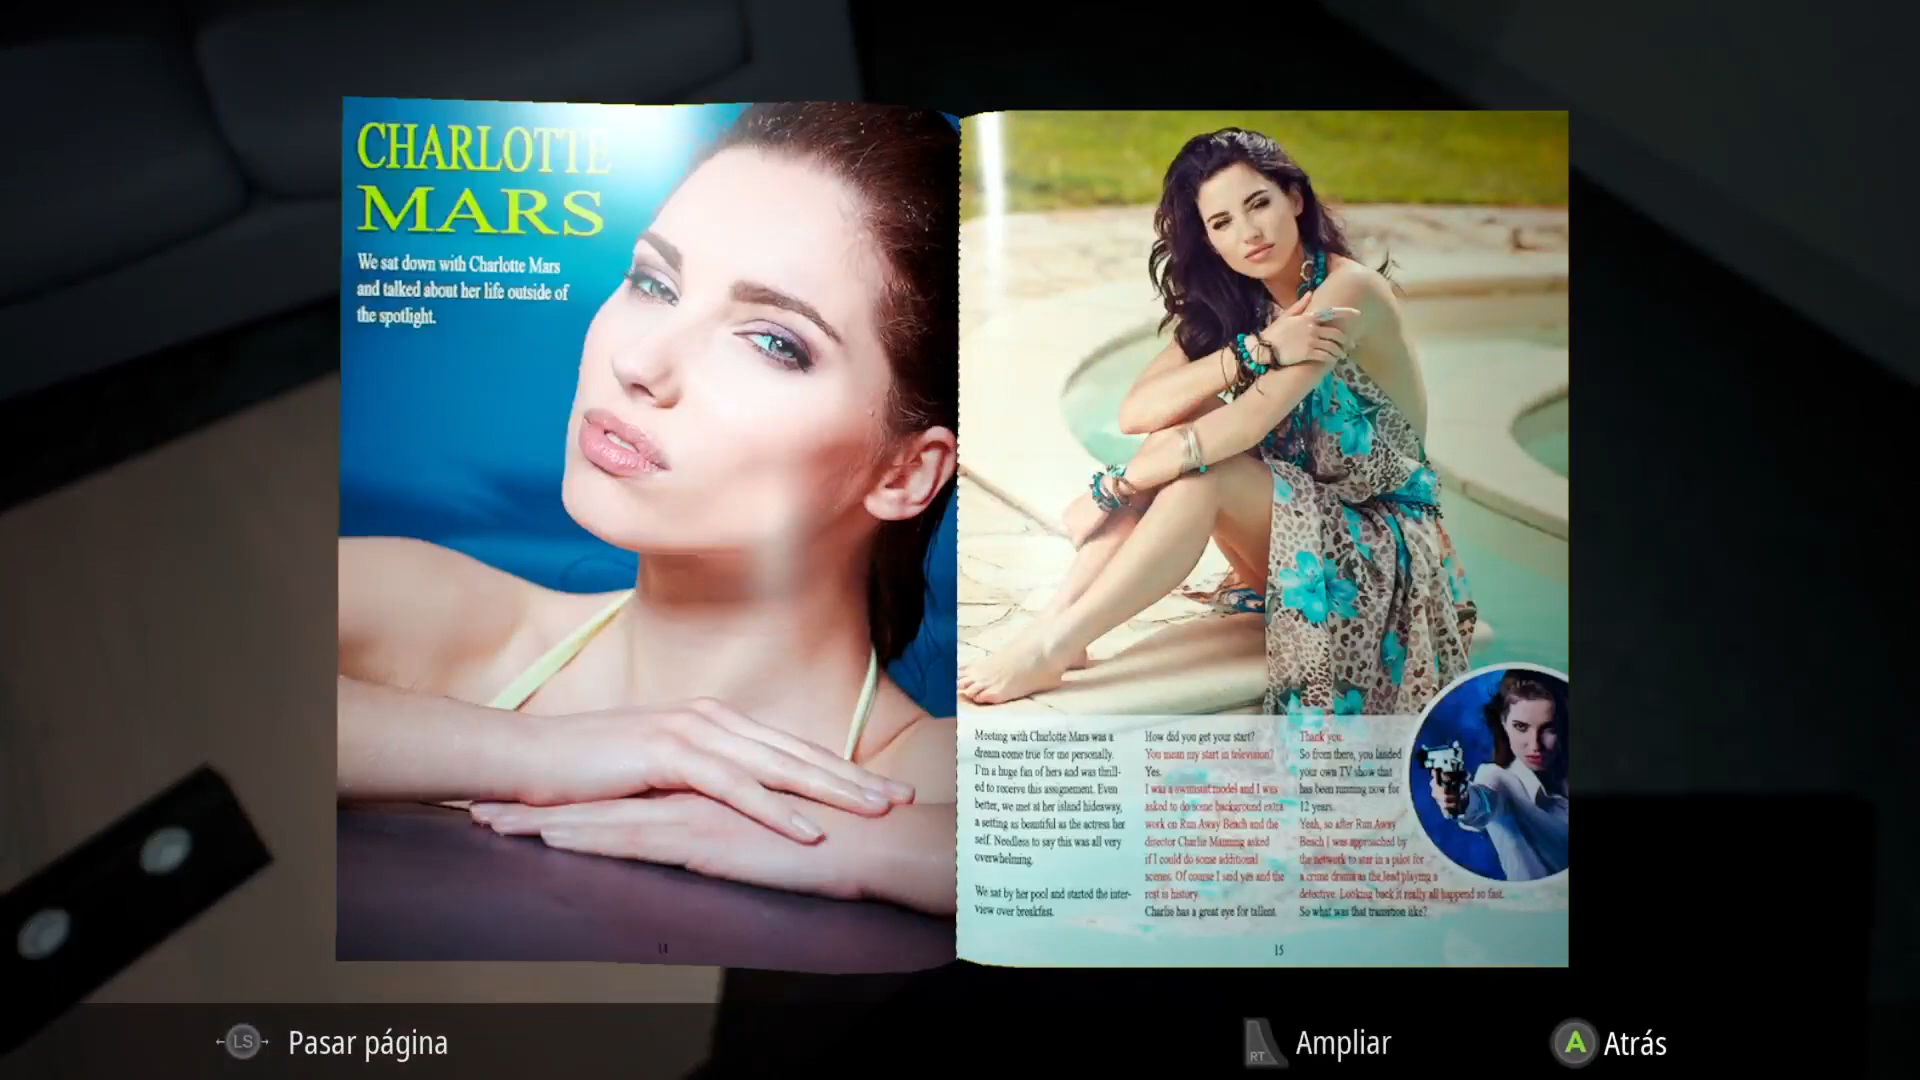 CHARLOTTE
MARS
We sat down with Charlotte Mars
and talked about her life outside of
the spotlight.
14
Meeting with Charlotte Mars was a
dream come true for me personally.
I'm a huge fan of hers and was thrill-
ed to receive this assignement. Even
better, we met at her island hideaway,
a setting as beautiful as the actress her
self. Needless to say this was all very
overwhelming.
We sat by her pool and started the inter-
view over breakfast.
How did you get your start?
You mean my start in television?
Yes.
I was a swimsuit model and I was
asked to do some background extra
work on Run Away Beach and the
director Charlie Manning asked
if I could do some additional
scenes. Of course I said yes and the
rest is history.
Charlie has a great eye for tallent.
Thank you.
So from there, you landed
your own TV show that
has been running now for
12 years.
Yeah, so after Run Away
Beach I was approached by
the network to star in a pilot for
a crime drama as the lead playing a
detective. Looking back it really all happend so fast.
So what was that transition like?
15
LS
Pasar página
RT
Ampliar
A
Atrás